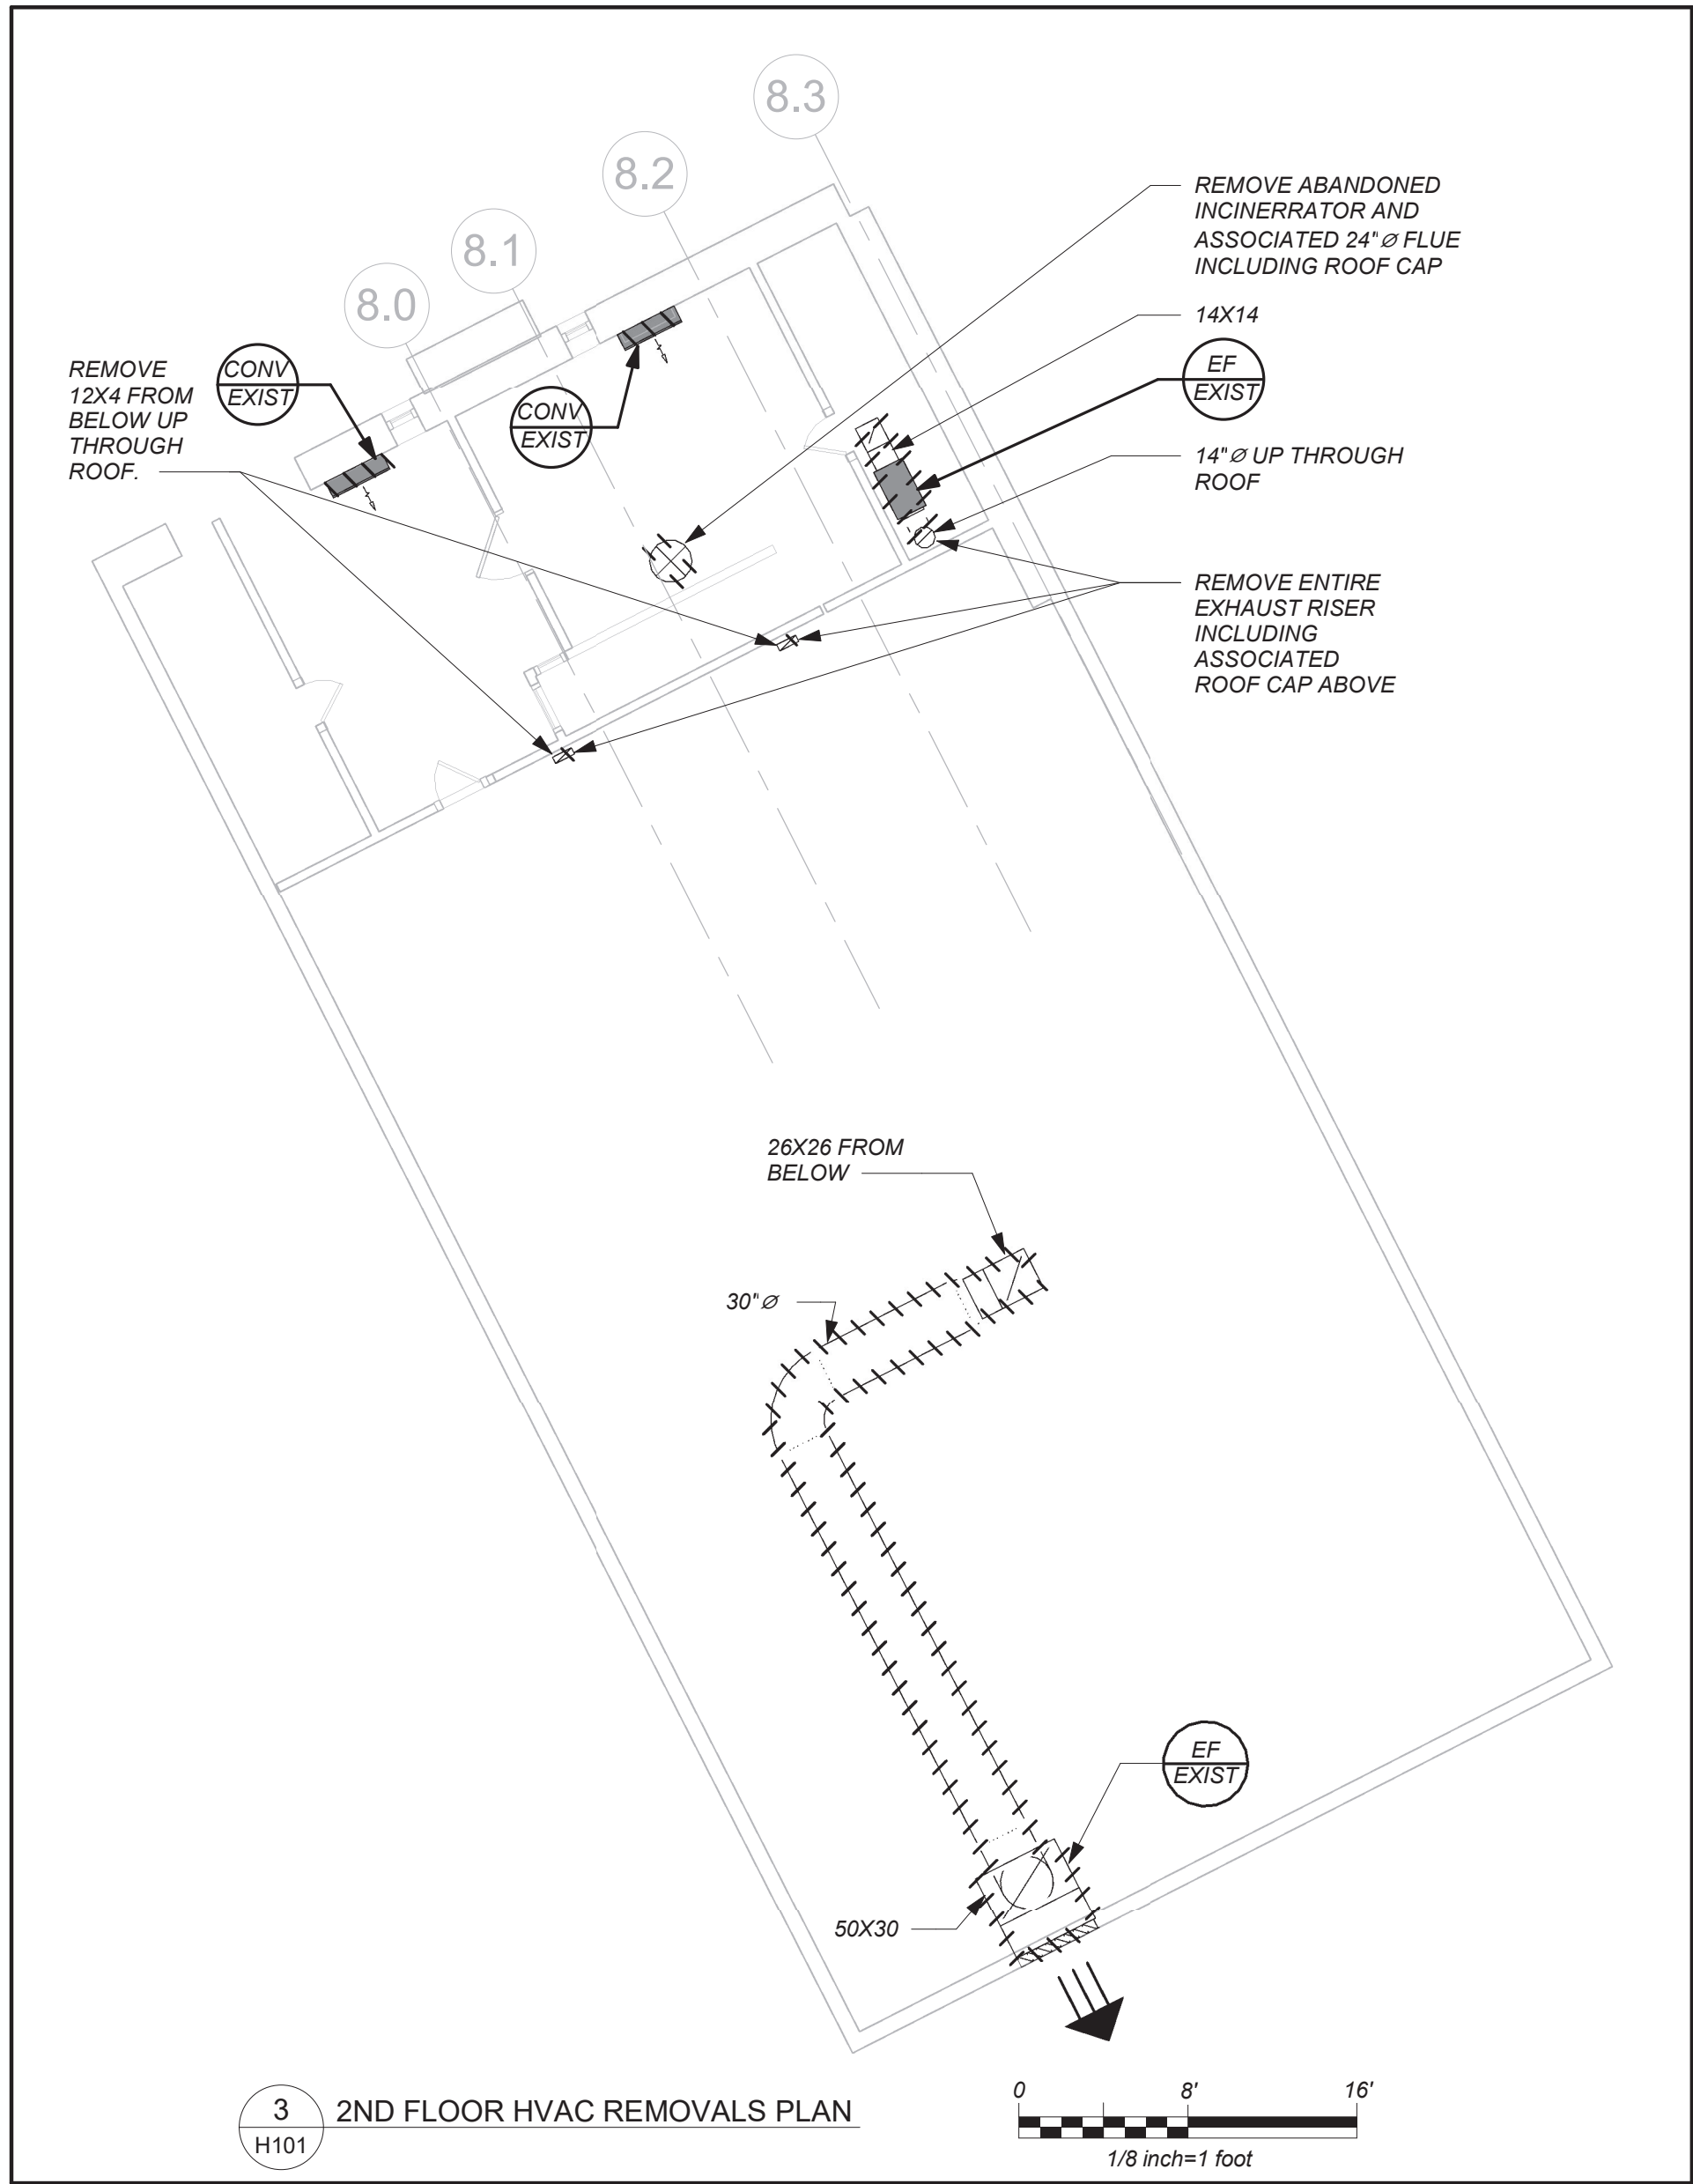 8.3
8.2
8.1
8.0
REMOVE ABANDONED
INCINERRATOR AND
ASSOCIATED 24"⌀ FLUE
INCLUDING ROOF CAP
14X14
EF
EXIST
14"⌀ UP THROUGH
ROOF
REMOVE
12X4 FROM
BELOW UP
THROUGH
ROOF.
CONV
EXIST
CONV
EXIST
REMOVE ENTIRE
EXHAUST RISER
INCLUDING
ASSOCIATED
ROOF CAP ABOVE
26X26 FROM
BELOW
30"⌀
EF
EXIST
50X30
3
H101
2ND FLOOR HVAC REMOVALS PLAN
0 8' 16'
1/8 inch=1 foot